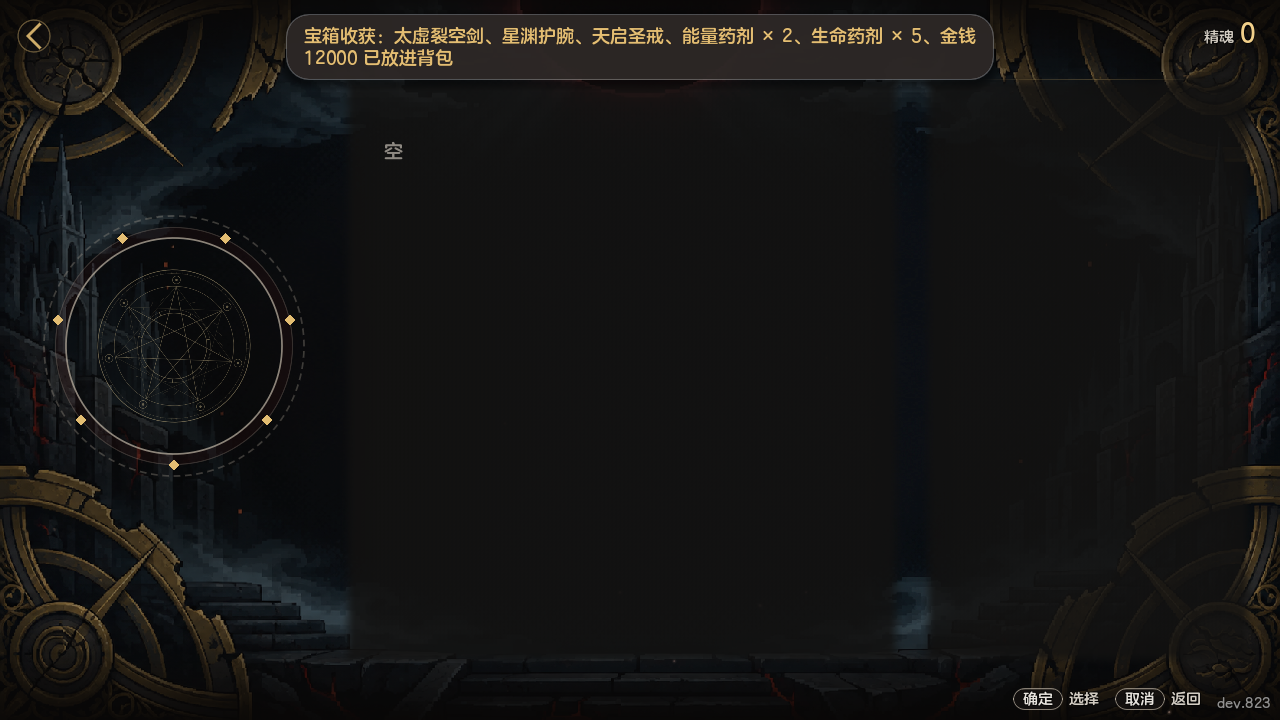 宝箱收获：太虚裂空剑、星渊护腕、天启圣戒、能量药剂 × 2、生命药剂 × 5、金钱
12000 已放进背包
精魂 0
空
确定 选择 取消 返回 dev.823